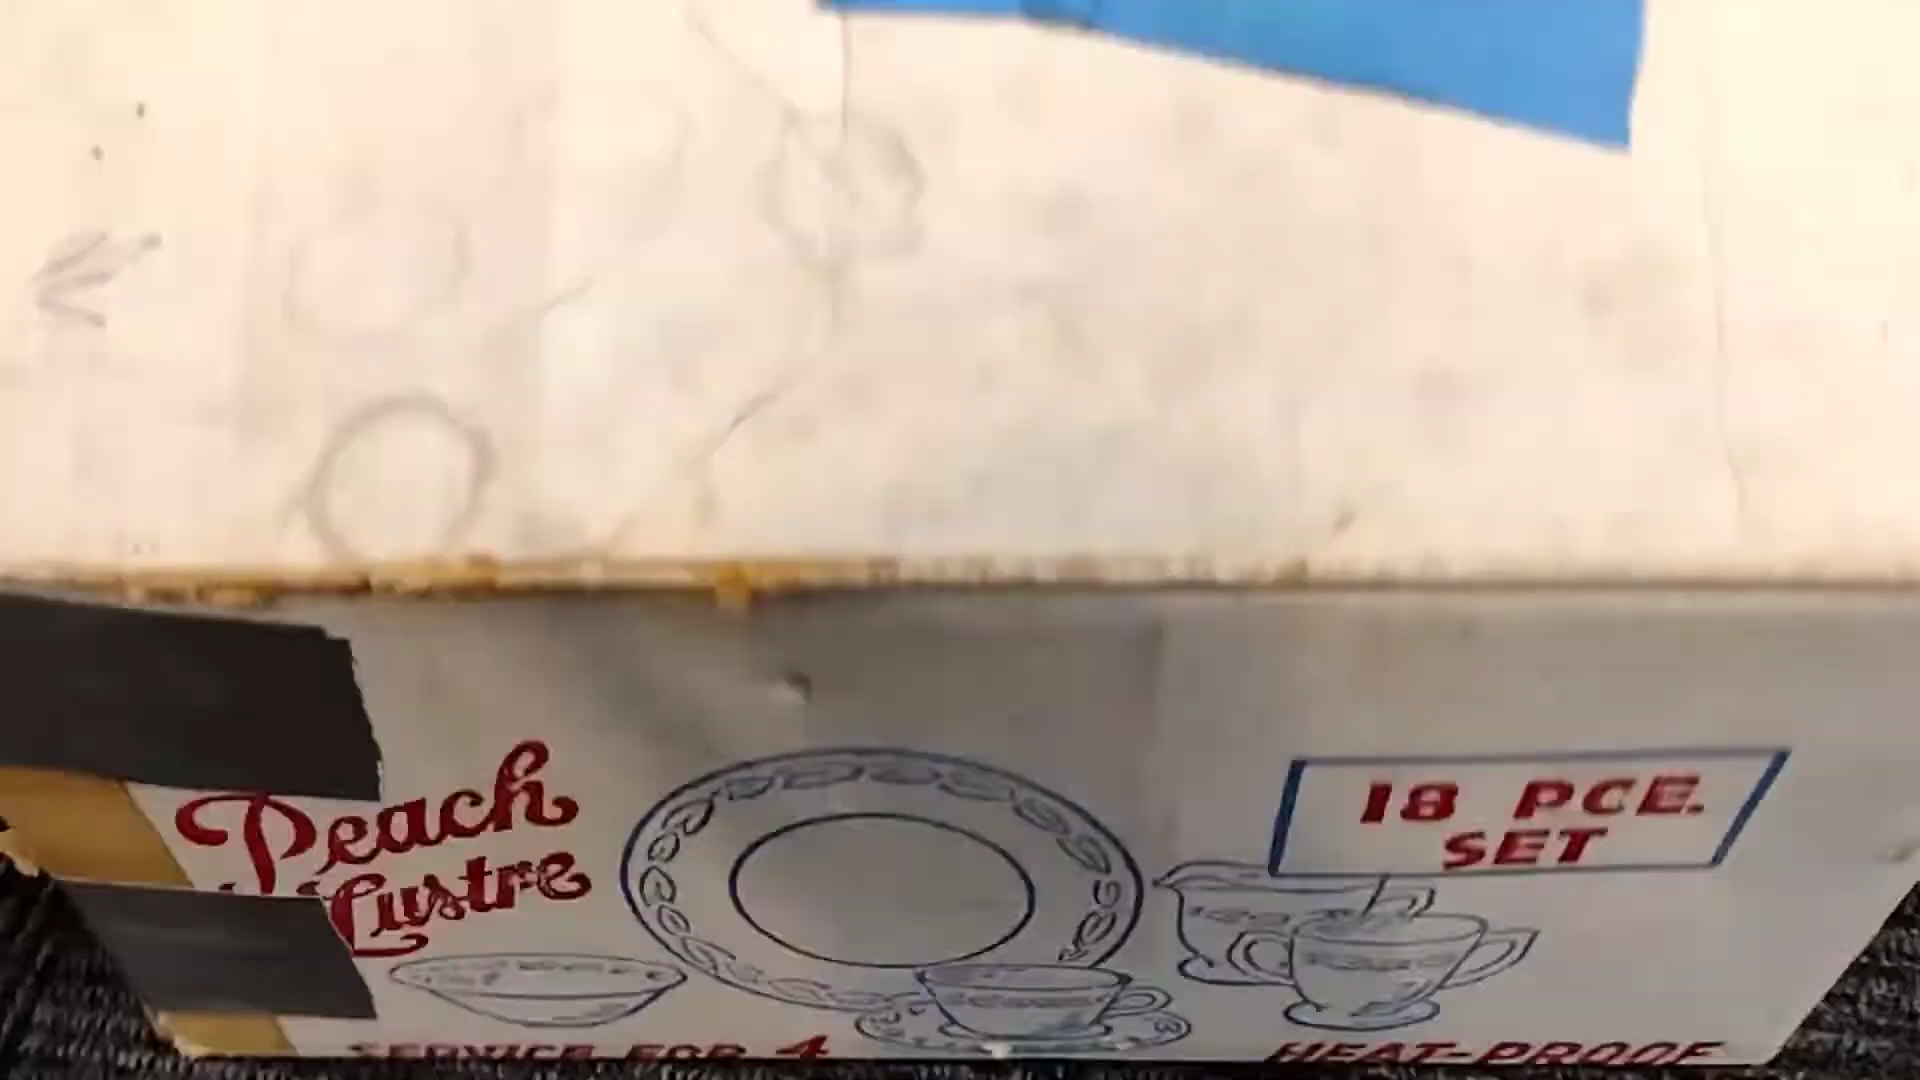 Peach
Lustre
18 PCE.
SET
SERVICE FOR 4
HEAT-PROOF